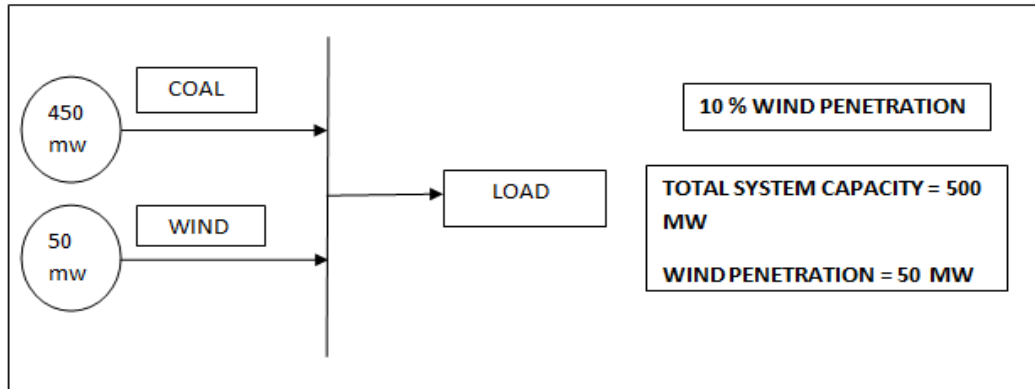 COAL
450
mw
WIND
50
mw
LOAD
10 % WIND PENETRATION
TOTAL SYSTEM CAPACITY = 500
MW
WIND PENETRATION = 50 MW